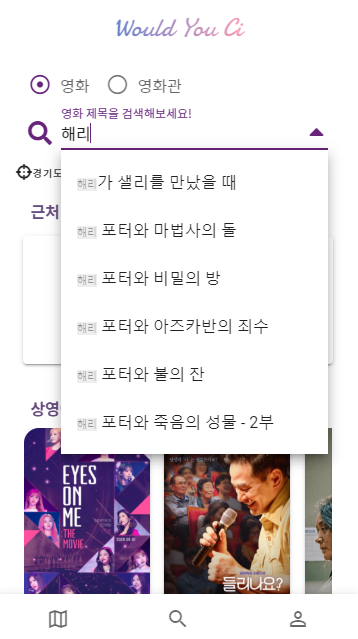 Would You Ci
영화 영화관
영화 제목을 검색해보세요!
해리
경기도
해리가 샐리를 만났을 때
근처
해리 포터와 마법사의 돌
해리 포터와 비밀의 방
해리 포터와 아즈카반의 죄수
해리 포터와 불의 잔
상영
해리 포터와 죽음의 성물 - 2부
EYES
ON
ME
THE
MOVIE
들리나요?